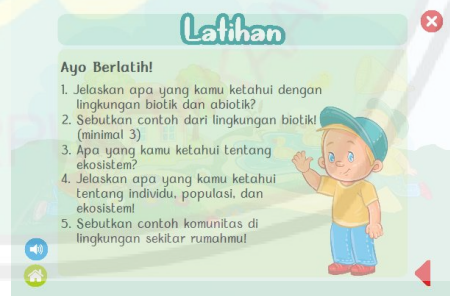 Latihan
Ayo Berlatih!
1. Jelaskan apa yang kamu ketahui dengan
lingkungan biotik dan abiotik?
2. Sebutkan contoh dari lingkungan biotik!
(minimal 3)
3. Apa yang kamu ketahui tentang
ekosistem?
4. Jelaskan apa yang kamu ketahui
tentang individu, populasi, dan
ekosistem!
5. Sebutkan contoh komunitas di
lingkungan sekitar rumahmu!